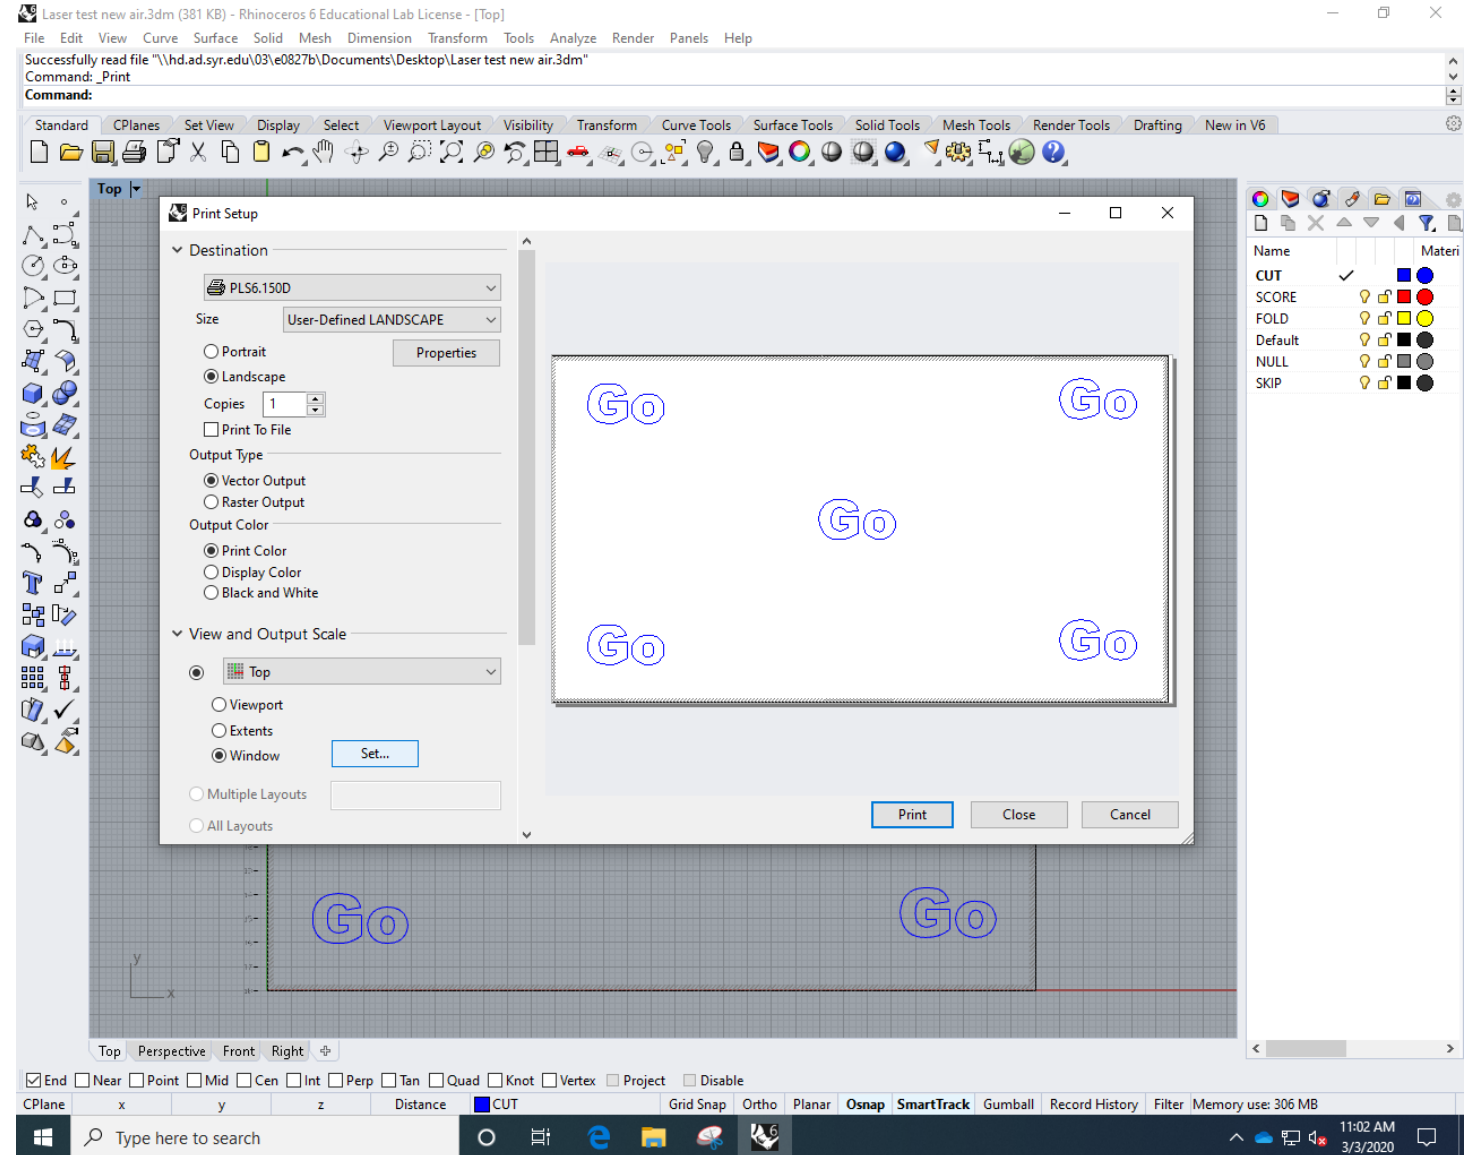 Laser test new air.3dm (381 KB) - Rhinoceros 6 Educational Lab License - [Top]
File Edit View Curve Surface Solid Mesh Dimension Transform Tools Analyze Render Panels Help
Successfully read file "\\hd.ad.syr.edu\03\e0827b\Documents\Desktop\Laser test new air.3dm"
Command: _Print
Command:
Standard CPlanes Set View Display Select Viewport Layout Visibility Transform Curve Tools Surface Tools Solid Tools Mesh Tools Render Tools Drafting New in V6
Top
Print Setup
Destination
PLS6.150D
Size User-Defined LANDSCAPE
Portrait Properties
Landscape
Copies 1
Print To File
Output Type
Vector Output
Raster Output
Output Color
Print Color
Display Color
Black and White
View and Output Scale
Top
Viewport
Extents
Window Set...
Multiple Layouts
All Layouts
Go Go
Go
Go Go
Print Close Cancel
Name Materi
CUT
SCORE
FOLD
Default
NULL
SKIP
Go Go
y
x
Top Perspective Front Right
End Near Point Mid Cen Int Perp Tan Quad Knot Vertex Project Disable
CPlane x y z Distance CUT Grid Snap Ortho Planar Osnap SmartTrack Gumball Record History Filter Memory use: 306 MB
Type here to search
11:02 AM
3/3/2020